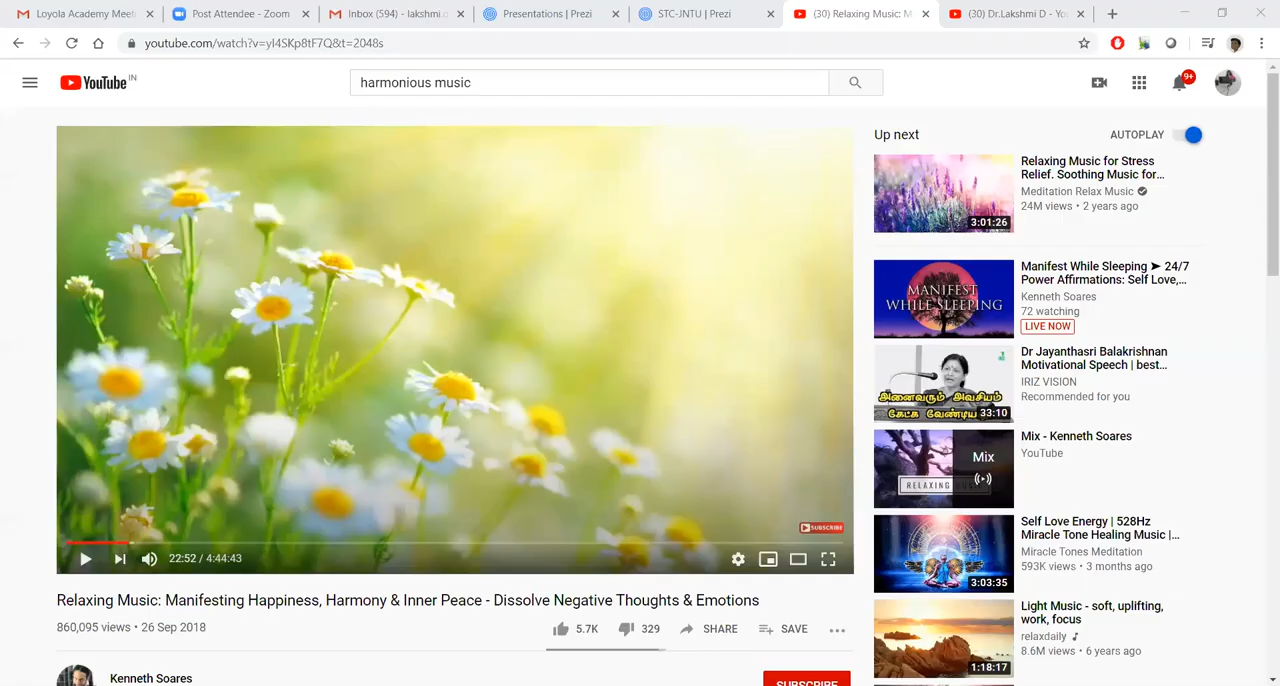 Loyola Academy Meet
Post Attendee - Zoom
Inbox (594) - lakshmi.c
Presentations | Prezi
STC-JNTU | Prezi
(30) Relaxing Music: M
(30) Dr.Lakshmi D - You
youtube.com/watch?v=yI4SKp8tF7Q&t=2048s
YouTube IN
harmonious music
9+
Up next
AUTOPLAY
Relaxing Music for Stress
Relief. Soothing Music for...
Meditation Relax Music
24M views • 2 years ago
3:01:26
MANIFEST
WHILE SLEEPING
Manifest While Sleeping ➤ 24/7
Power Affirmations: Self Love,...
Kenneth Soares
72 watching
LIVE NOW
அனைவரும் அவசியம்
கேட்க வேண்டிய
33:10
Dr Jayanthasri Balakrishnan
Motivational Speech | best...
IRIZ VISION
Recommended for you
Mix
RELAXING
Mix - Kenneth Soares
YouTube
3:03:35
Self Love Energy | 528Hz
Miracle Tone Healing Music |...
Miracle Tones Meditation
593K views • 3 months ago
1:18:17
Light Music - soft, uplifting,
work, focus
relaxdaily
8.6M views • 6 years ago
SUBSCRIBE
22:52 / 4:44:43
Relaxing Music: Manifesting Happiness, Harmony & Inner Peace - Dissolve Negative Thoughts & Emotions
860,095 views • 26 Sep 2018
5.7K
329
SHARE
SAVE
Kenneth Soares
SUBSCRIBE